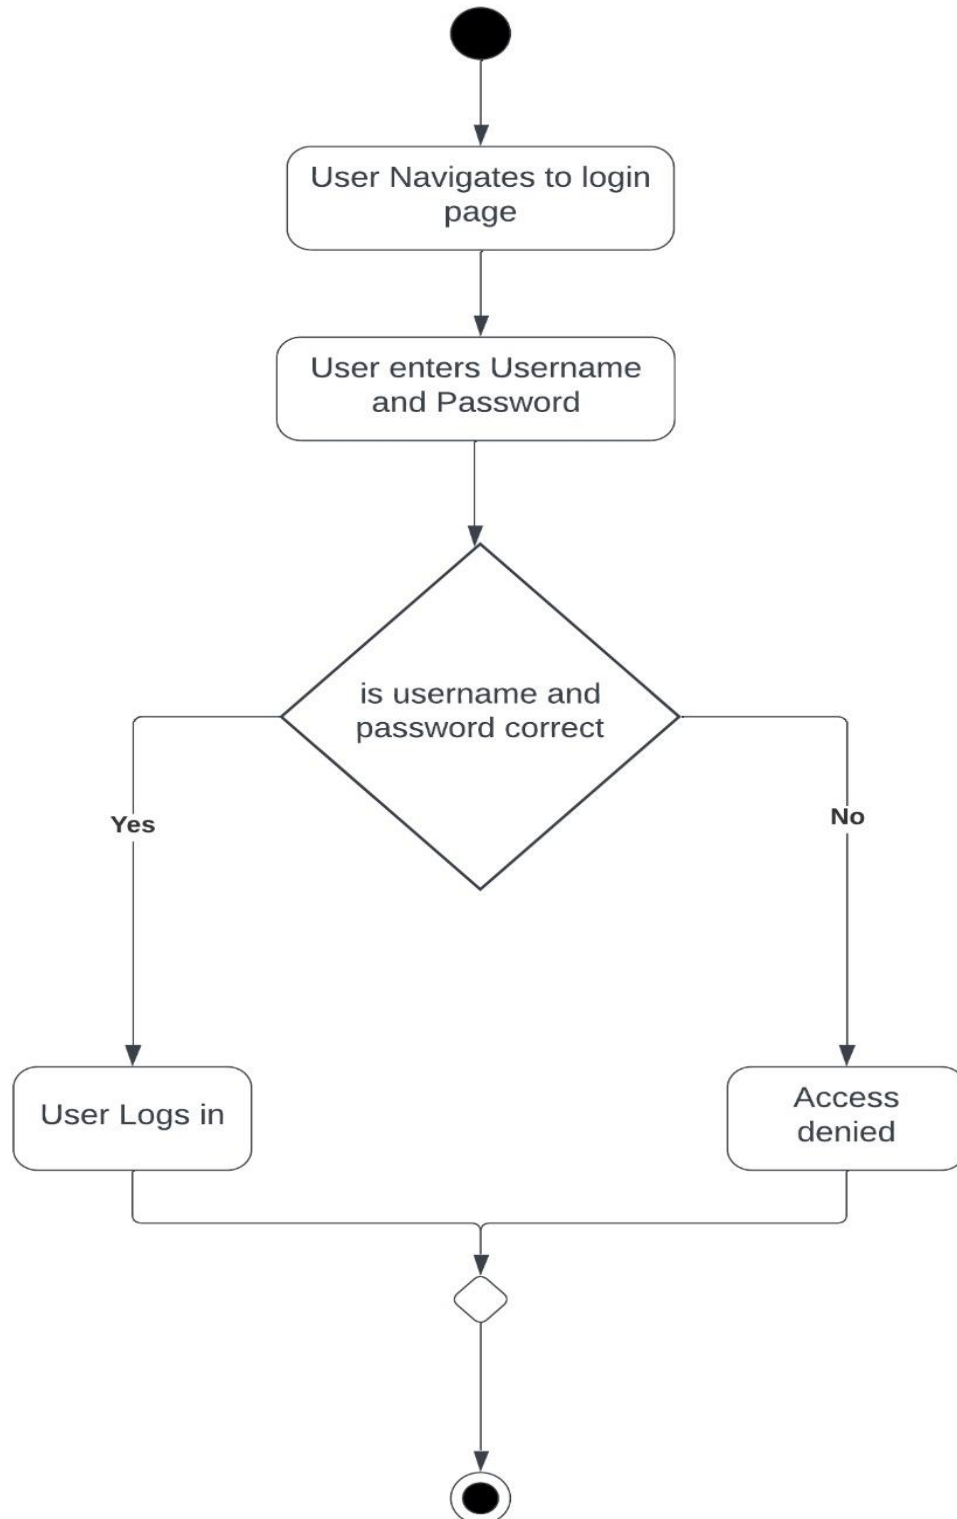 User Navigates to login
page
User enters Username
and Password
is username and
password correct
Yes
No
User Logs in
Access
denied